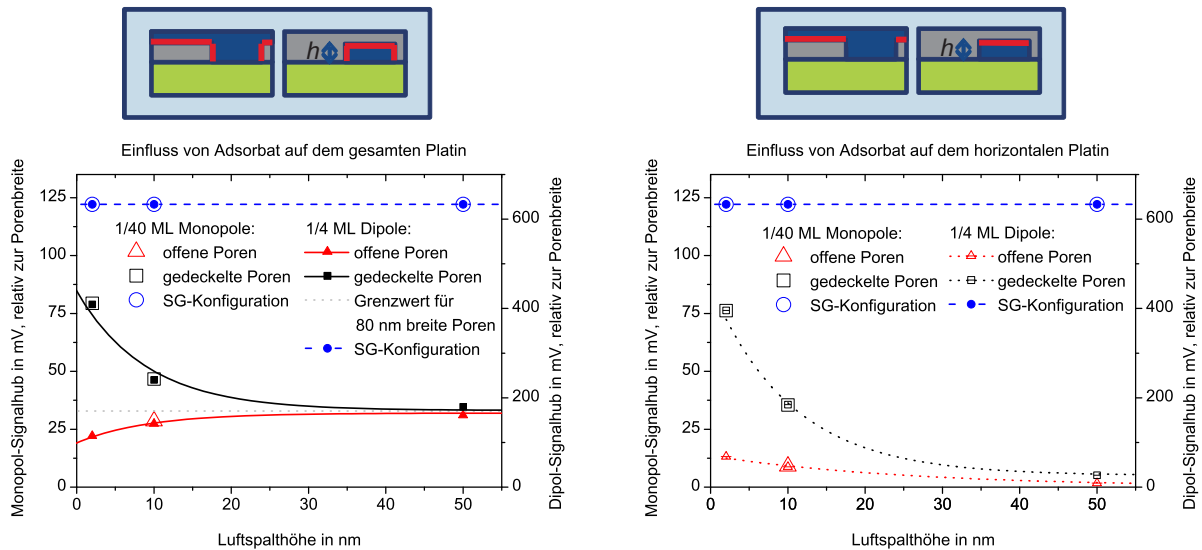 h
Einfluss von Adsorbat auf dem gesamten Platin
Monopol-Signalhub in mV, relativ zur Porenbreite
125
100
75
50
25
0
1/40 ML Monopole:
offene Poren
gedeckelte Poren
SG-Konfiguration
1/4 ML Dipole:
offene Poren
gedeckelte Poren
Grenzwert für
80 nm breite Poren
SG-Konfiguration
600
400
200
0
Dipol-Signalhub in mV, relativ zur Porenbreite
0 10 20 30 40 50
Luftspalthöhe in nm
h
Einfluss von Adsorbat auf dem horizontalen Platin
Monopol-Signalhub in mV, relativ zur Porenbreite
125
100
75
50
25
0
1/40 ML Monopole:
offene Poren
gedeckelte Poren
SG-Konfiguration
1/4 ML Dipole:
offene Poren
gedeckelte Poren
SG-Konfiguration
600
400
200
0
Dipol-Signalhub in mV, relativ zur Porenbreite
0 10 20 30 40 50
Luftspalthöhe in nm